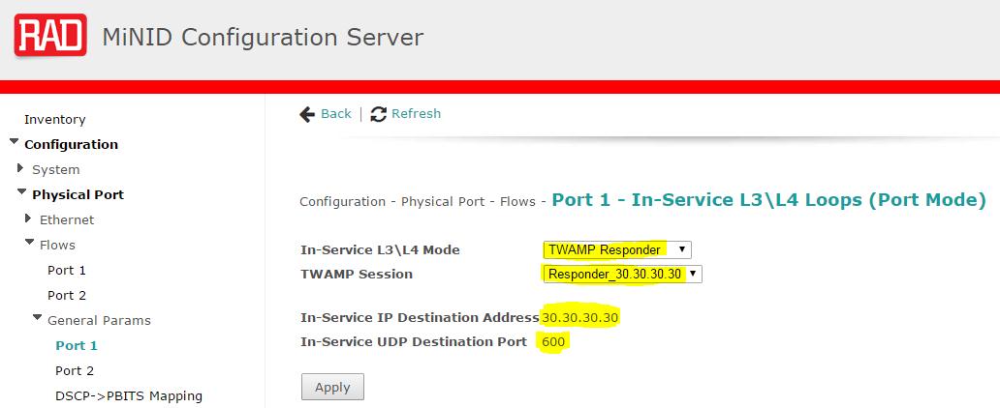 RAD MiNID Configuration Server
Back | Refresh
Inventory
Configuration
System
Physical Port
Ethernet
Flows
Port 1
Port 2
General Params
Port 1
Port 2
DSCP->PBITS Mapping
Configuration - Physical Port - Flows - Port 1 - In-Service L3\L4 Loops (Port Mode)
In-Service L3\L4 Mode TWAMP Responder
TWAMP Session Responder_30.30.30.30
In-Service IP Destination Address 30.30.30.30
In-Service UDP Destination Port 600
Apply